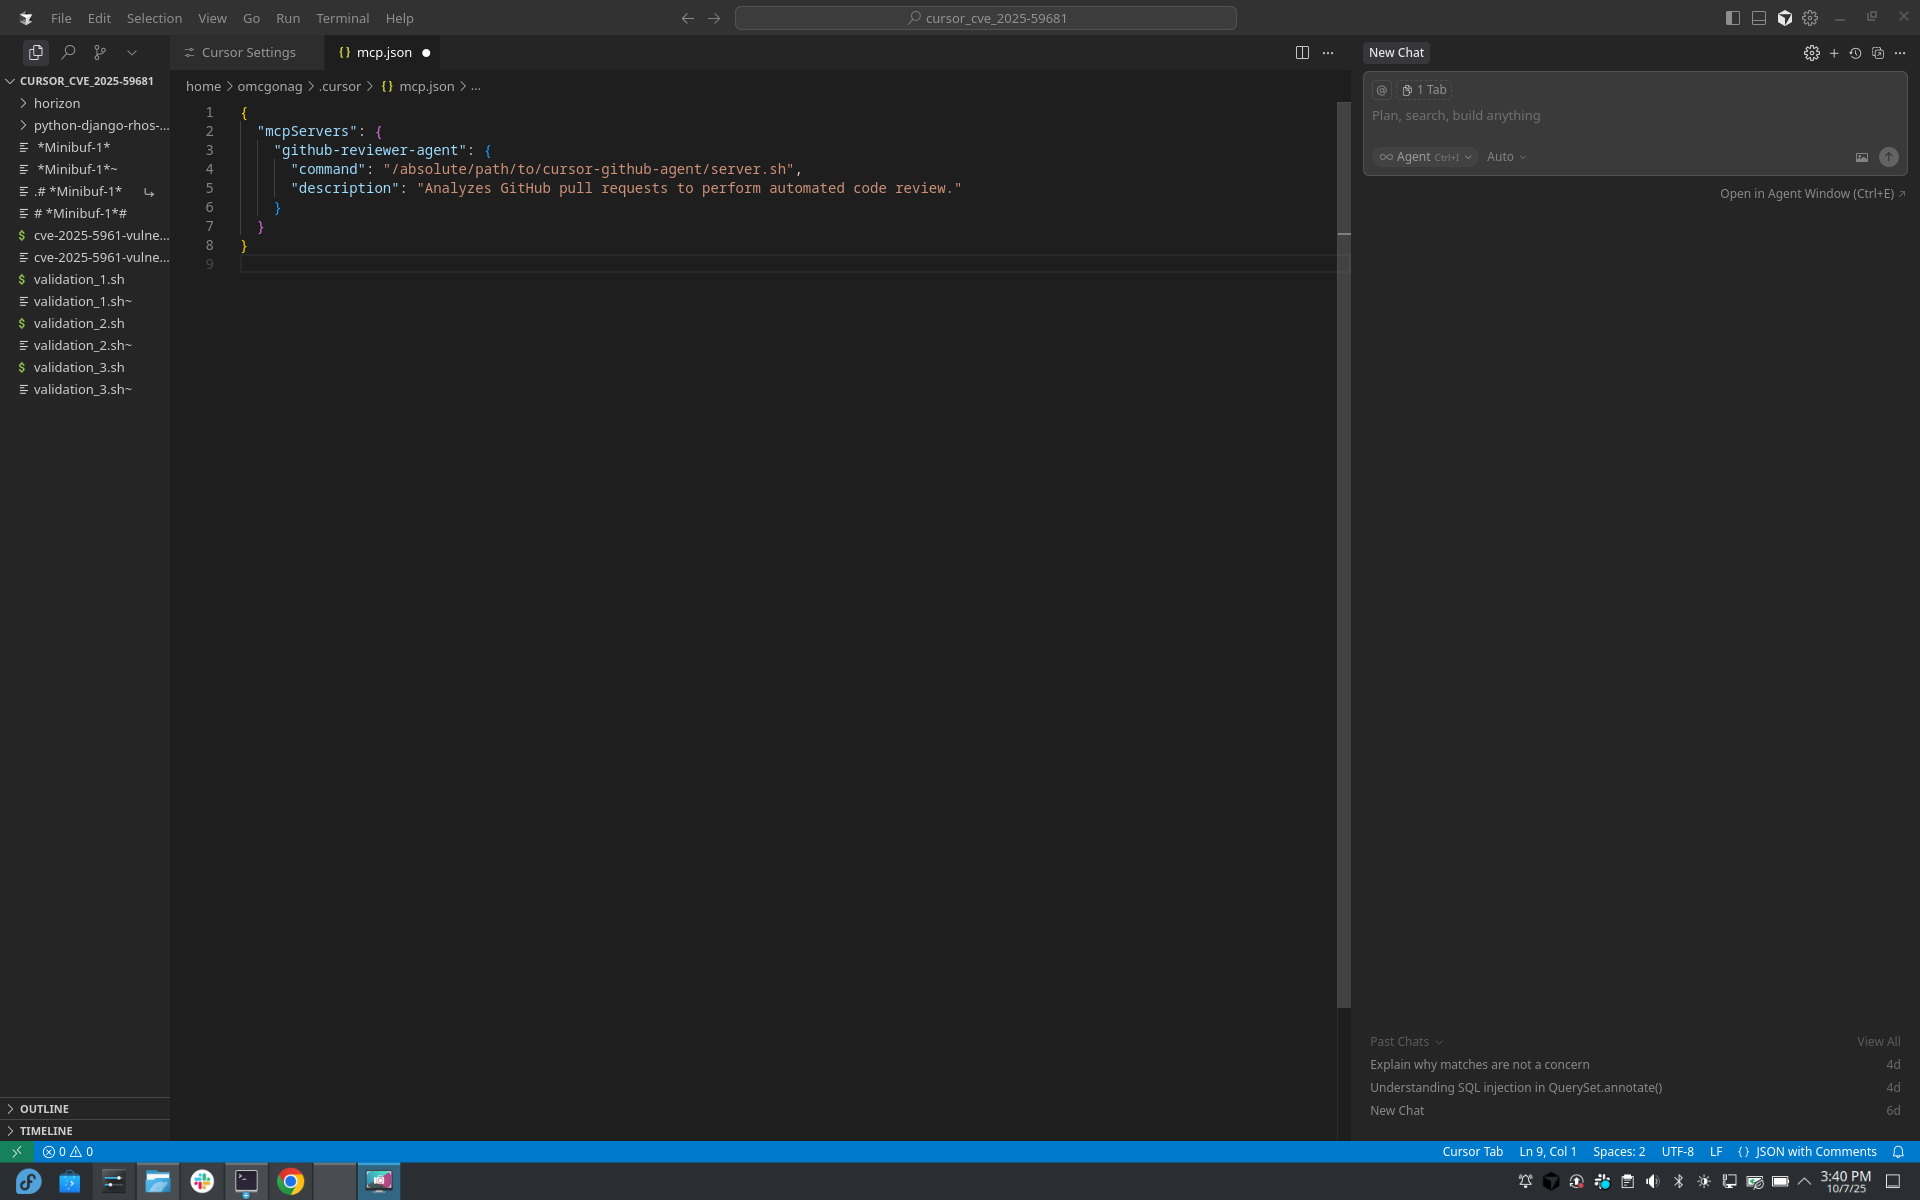 File Edit Selection View Go Run Terminal Help
cursor_cve_2025-59681
CURSOR_CVE_2025-59681
horizon
python-django-rhos-...
*Minibuf-1*
*Minibuf-1*~
.# *Minibuf-1*
# *Minibuf-1*#
cve-2025-5961-vulne...
cve-2025-5961-vulne...
validation_1.sh
validation_1.sh~
validation_2.sh
validation_2.sh~
validation_3.sh
validation_3.sh~
OUTLINE
TIMELINE
Cursor Settings
{} mcp.json
home > omcgonag > .cursor > {} mcp.json > ...
1 {
2 "mcpServers": {
3 "github-reviewer-agent": {
4 "command": "/absolute/path/to/cursor-github-agent/server.sh",
5 "description": "Analyzes GitHub pull requests to perform automated code review."
6 }
7 }
8 }
9
New Chat
@ 1 Tab
Plan, search, build anything
Agent Ctrl+I Auto
Open in Agent Window (Ctrl+E)
Past Chats View All
Explain why matches are not a concern 4d
Understanding SQL injection in QuerySet.annotate() 4d
New Chat 6d
0 0
Cursor Tab Ln 9, Col 1 Spaces: 2 UTF-8 LF {} JSON with Comments
3:40 PM
10/7/25